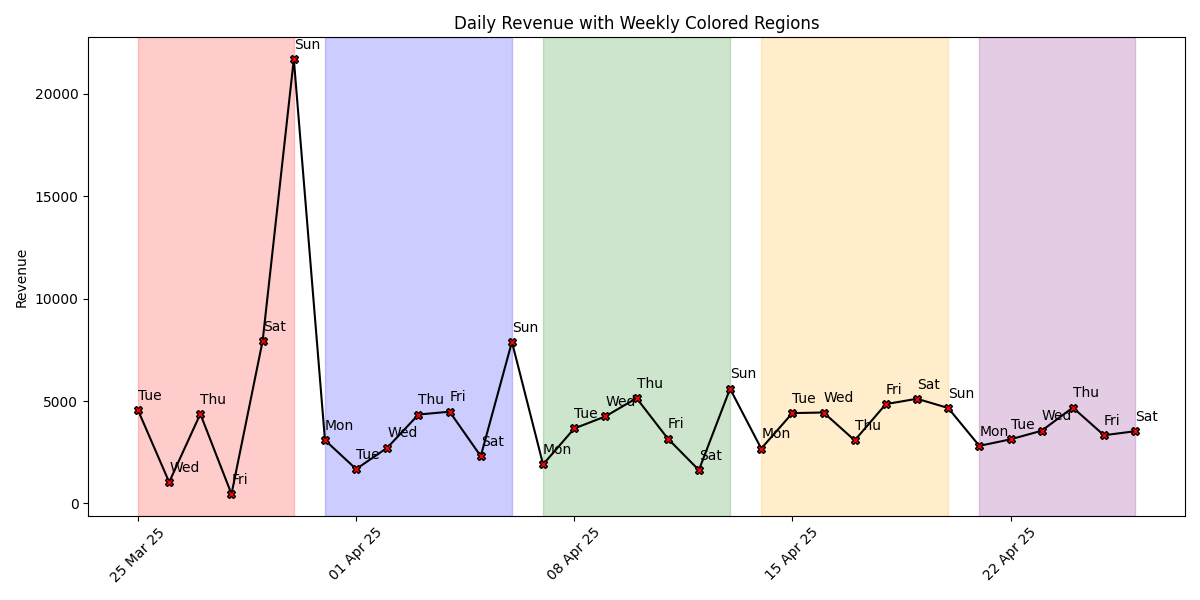 Daily Revenue with Weekly Colored Regions
Revenue
20000
15000
10000
5000
0
Tue
Wed
Thu
Fri
Sat
Sun
Mon
Tue
Wed
Thu
Fri
Sat
Sun
Mon
Tue
Wed
Thu
Fri
Sat
Sun
Mon
Tue
Wed
Thu
Fri
Sat
Sun
Mon
Tue
Wed
Thu
Fri
Sat
25 Mar 25
01 Apr 25
08 Apr 25
15 Apr 25
22 Apr 25